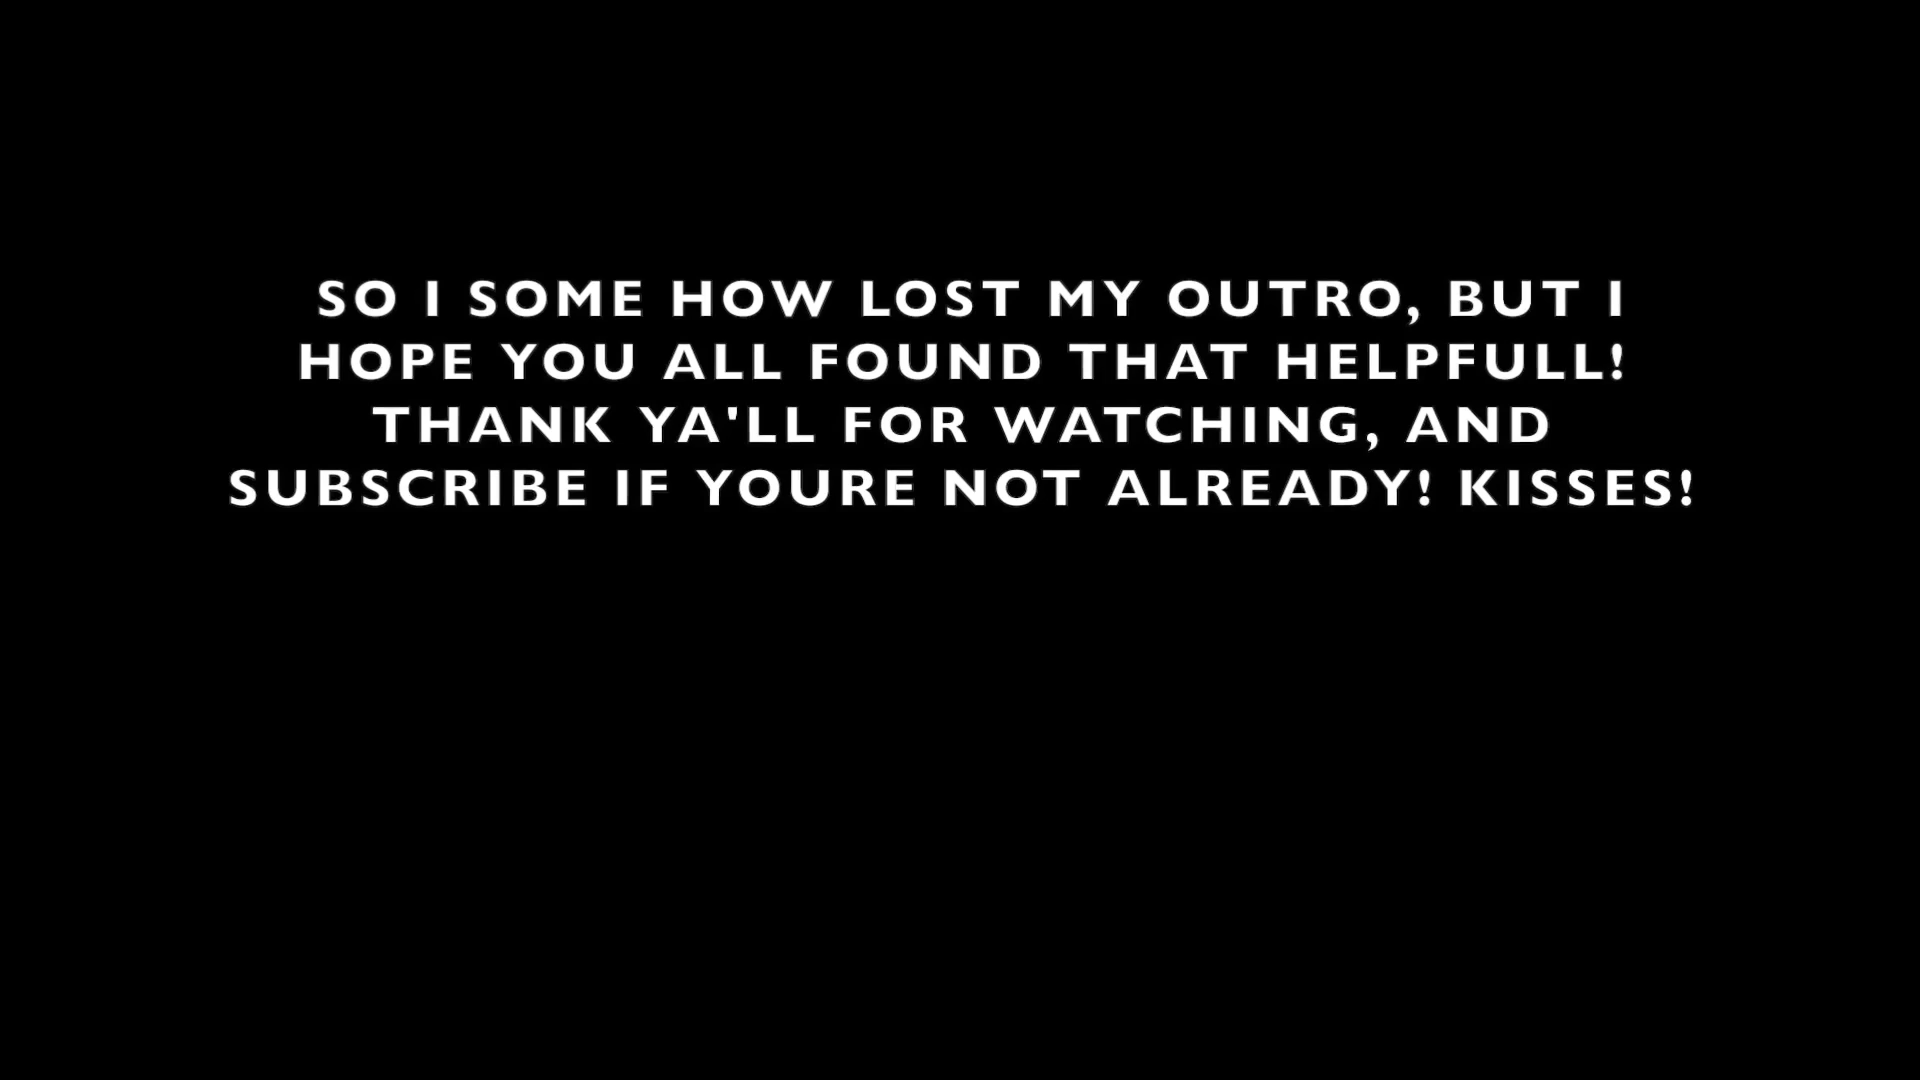 SO I SOME HOW LOST MY OUTRO, BUT I
HOPE YOU ALL FOUND THAT HELPFULL!
THANK YA'LL FOR WATCHING, AND
SUBSCRIBE IF YOURE NOT ALREADY! KISSES!